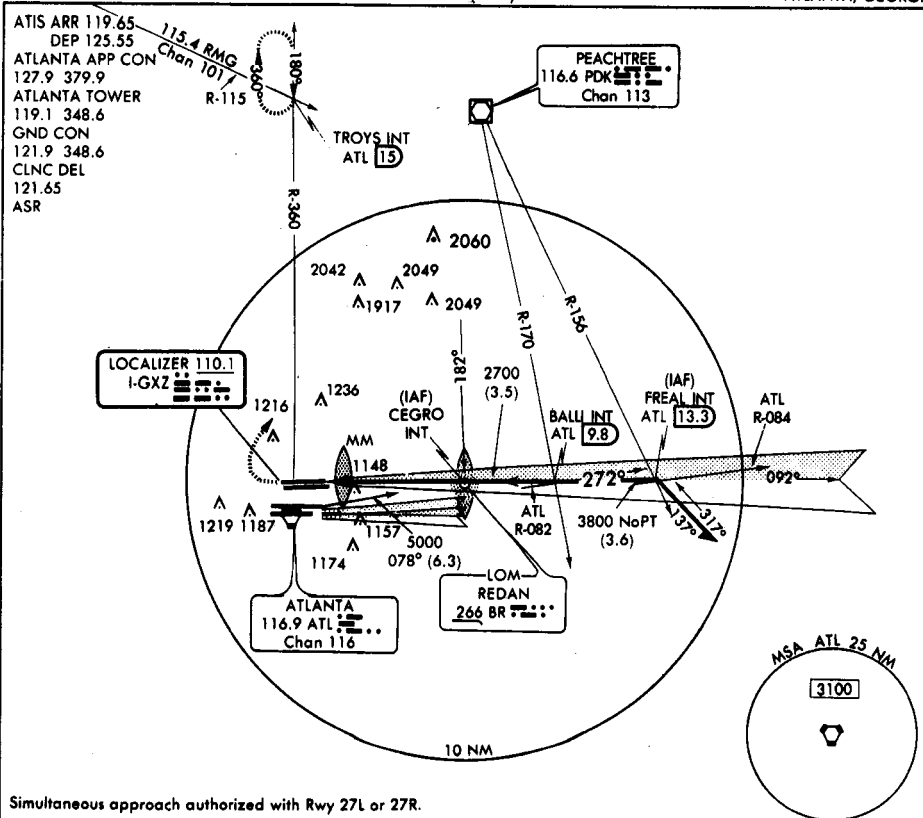 ATLANTA, GEORGI
ATIS ARR 119.65
DEP 125.55
ATLANTA APP CON
127.9 379.9
ATLANTA TOWER
119.1 348.6
GND CON
121.9 348.6
CLNC DEL
121.65
ASR
115.4 RMG
Chan 101
R-115
360°
180°
TROYS INT
ATL 15
R-360
PEACHTREE
116.6 PDK
Chan 113
2060
2042
2049
1917
2049
R-170
R-156
182°
LOCALIZER 110.1
I-GXZ
1236
1216
2700
(3.5)
(IAF)
CEGRO
INT
(IAF)
FREAL INT
ATL 13.3
BALLI INT
ATL 9.8
ATL
R-084
MM
1148
272°
092°
ATL
R-082
3800 NoPT
(3.6)
317°
137°
1219
1187
1157
1174
5000
078° (6.3)
LOM
REDAN
266 BR
ATLANTA
116.9 ATL
Chan 116
10 NM
MSA ATL 25 NM
3100
Simultaneous approach authorized with Rwy 27L or 27R.